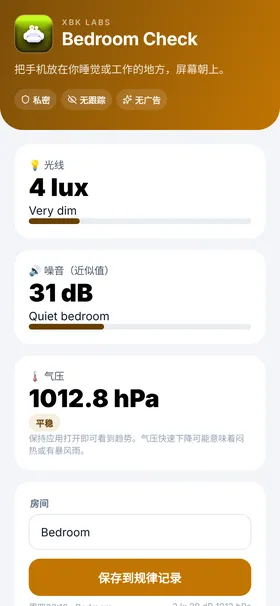 XBK LABS
Bedroom Check
把手机放在你睡觉或工作的地方，屏幕朝上。
私密
无跟踪
无广告
💡 光线
4 lux
Very dim
🔊 噪音（近似值）
31 dB
Quiet bedroom
🌡️ 气压
1012.8 hPa
平稳
保持应用打开即可看到趋势。气压快速下降可能意味着闷
热或有暴风雨。
房间
Bedroom
保存到规律记录